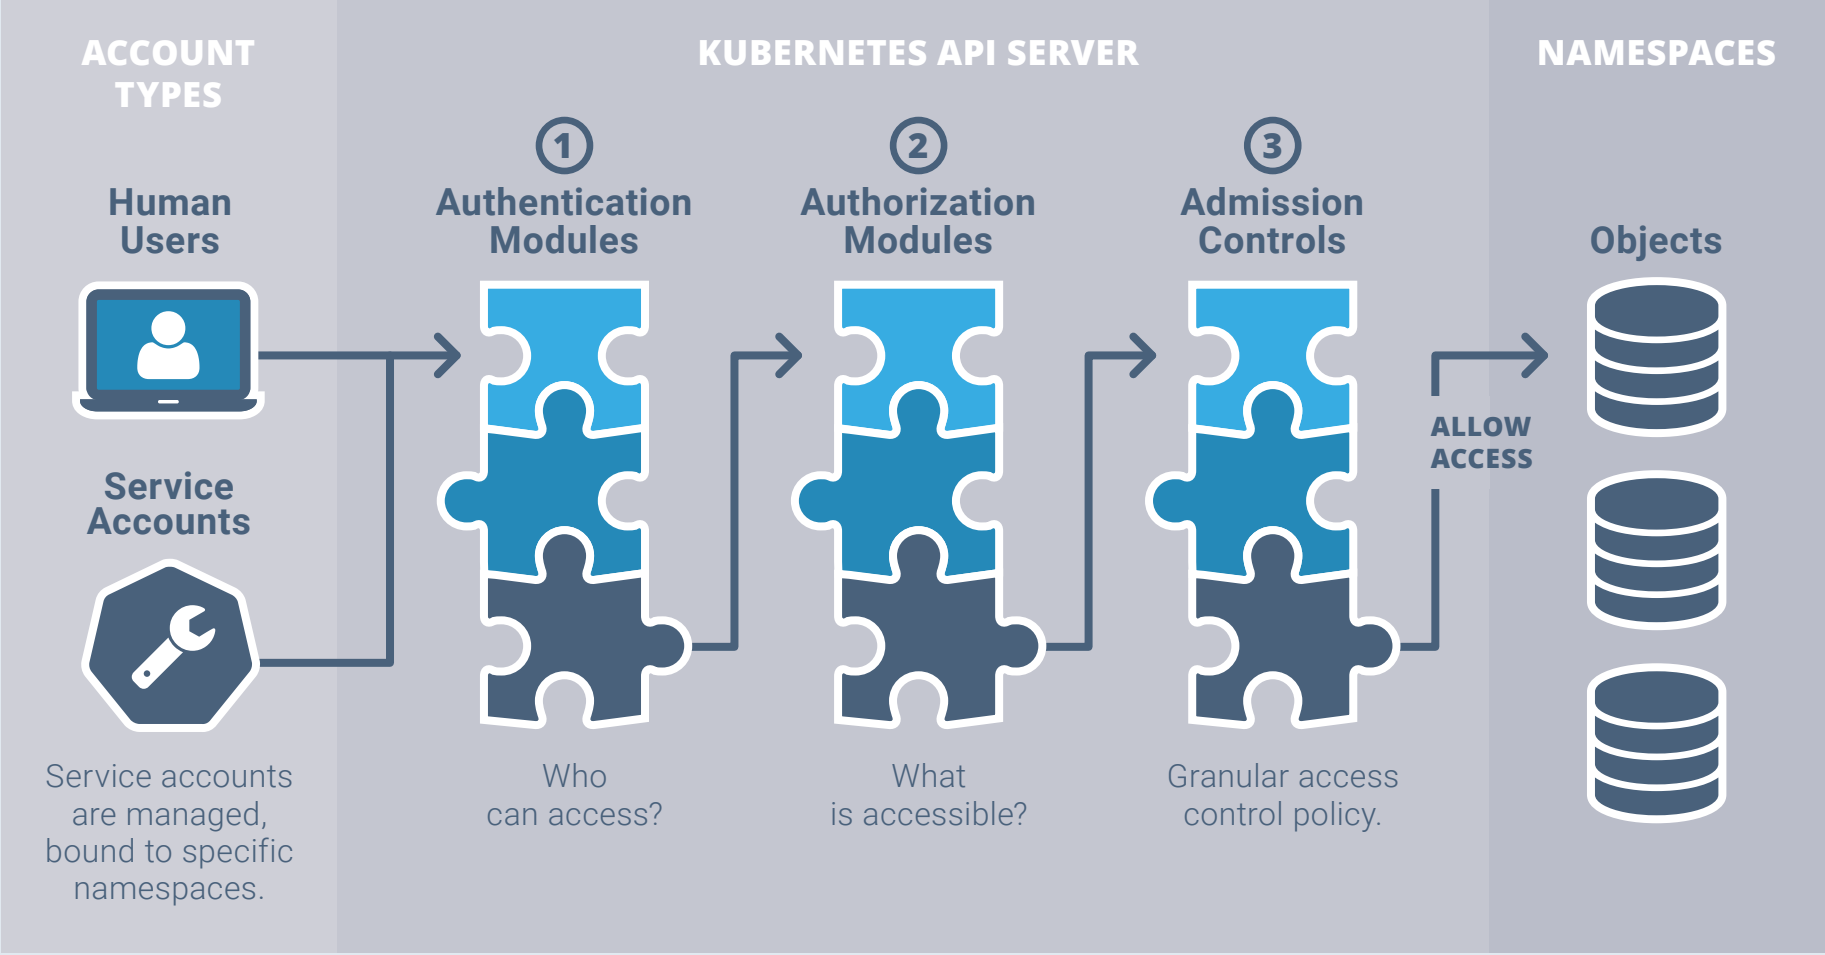 ACCOUNT
TYPES
KUBERNETES API SERVER
NAMESPACES
Human
Users
Service
Accounts
Service accounts
are managed,
bound to specific
namespaces.
1
Authentication
Modules
Who
can access?
2
Authorization
Modules
What
is accessible?
3
Admission
Controls
Granular access
control policy.
ALLOW
ACCESS
Objects